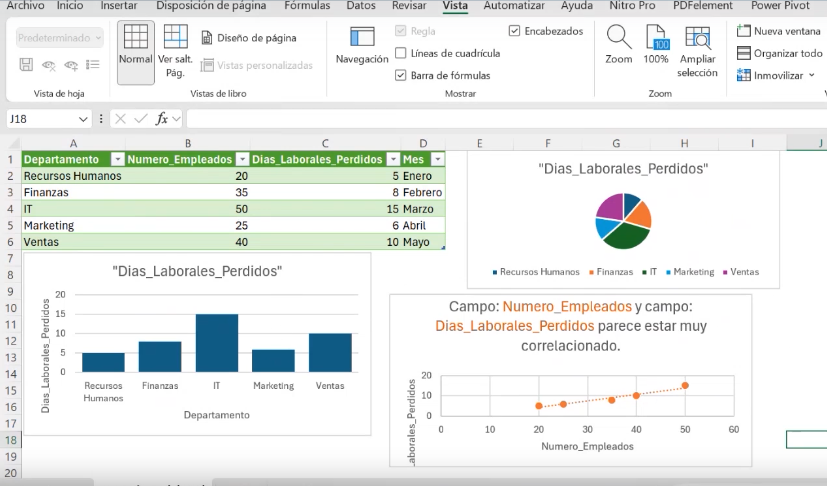 Archivo Inicio Insertar Disposición de página Fórmulas Datos Revisar Vista Automatizar Ayuda Nitro Pro PDFelement Power Pivot
Predeterminado
Normal
Ver salt. Pág.
Diseño de página
Vistas personalizadas
Navegación
Regla
Encabezados
Líneas de cuadrícula
Barra de fórmulas
Zoom
100
100%
Ampliar selección
Nueva ventana
Organizar todo
Inmovilizar
Vista de hoja Vistas de libro Mostrar Zoom
J18 fx
A B C D E F G H I J
1 Departamento Numero_Empleados Dias_Laborales_Perdidos Mes
2 Recursos Humanos 20 5 Enero
3 Finanzas 35 8 Febrero
4 IT 50 15 Marzo
5 Marketing 25 6 Abril
6 Ventas 40 10 Mayo
7
8
9
10
11
12
13
14
15
16
17
18
19
20
"Dias_Laborales_Perdidos"
Recursos Humanos Finanzas IT Marketing Ventas
"Dias_Laborales_Perdidos"
Dias_Laborales_Perdidos
20
15
10
5
0
Recursos Humanos Finanzas IT Marketing Ventas
Departamento
Campo: Numero_Empleados y campo:
Dias_Laborales_Perdidos parece estar muy
correlacionado.
20
10
0
0 10 20 30 40 50 60
Numero_Empleados